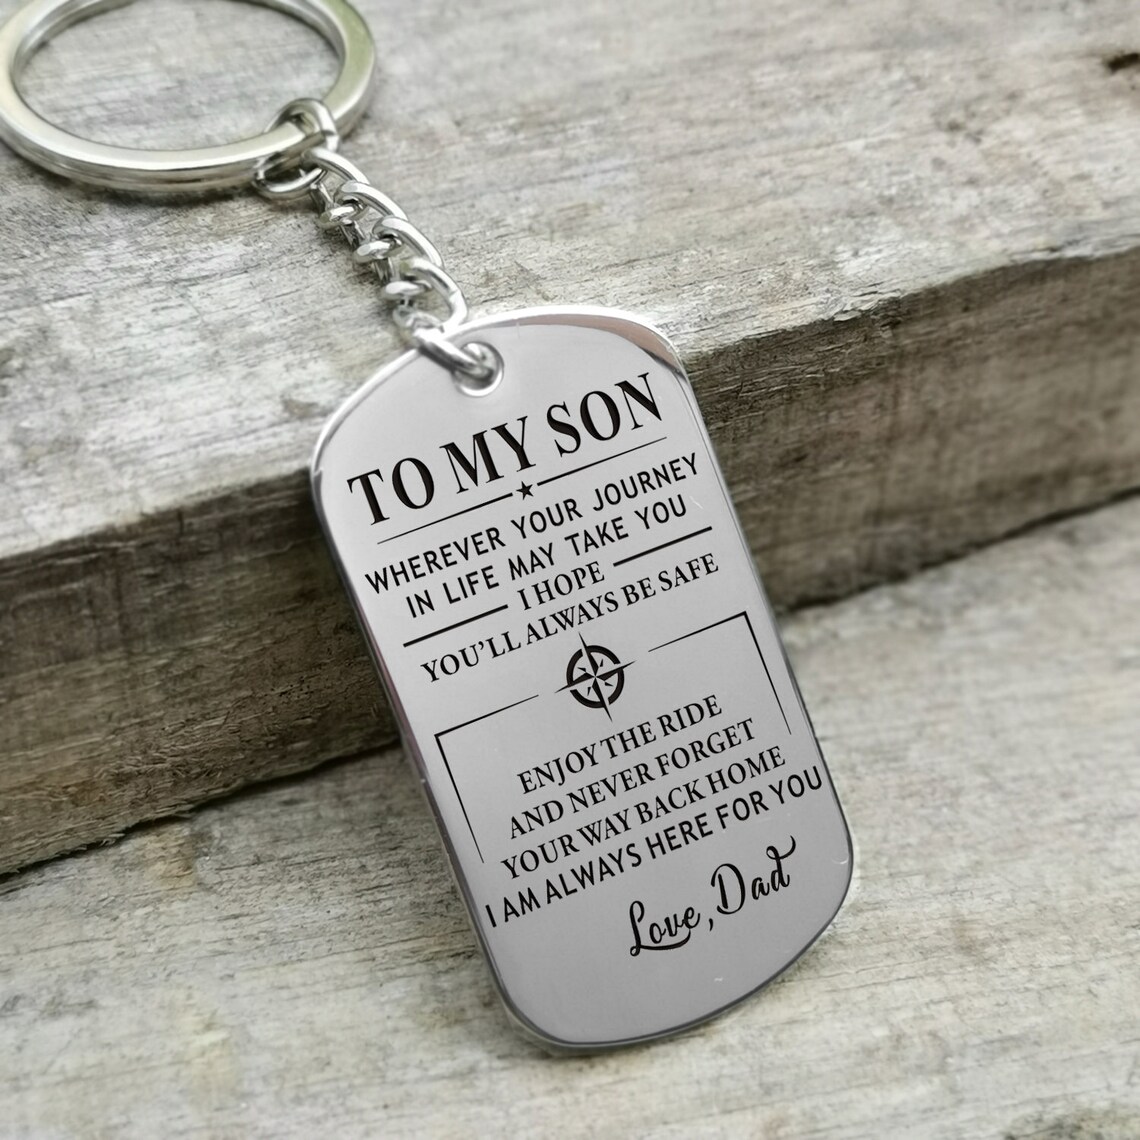 TO MY SON
WHEREVER YOUR JOURNEY
IN LIFE MAY TAKE YOU
I HOPE
YOU'LL ALWAYS BE SAFE
ENJOY THE RIDE
AND NEVER FORGET
YOUR WAY BACK HOME
I AM ALWAYS HERE FOR YOU
Love, Dad